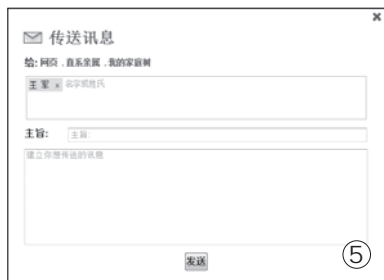 ×
传送讯息
给: 网页 , 直系亲属 , 我的家庭树
王 军 x 名字或姓氏
主旨: 主旨:
建立你想传送的讯息
发送
⑤